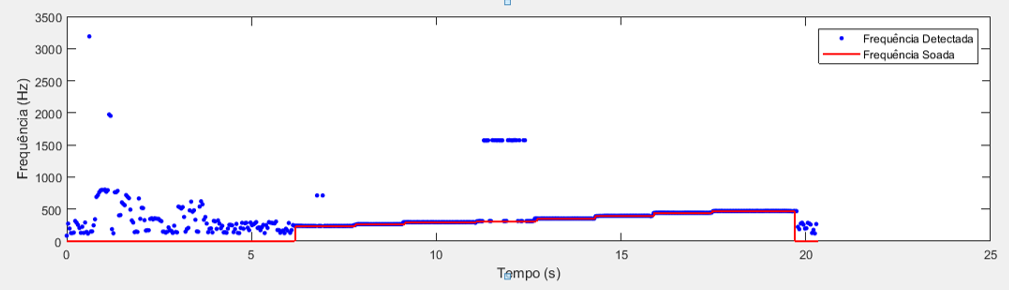 3500
3000
2500
2000
1500
1000
500
0
Frequência (Hz)
Frequência Detectada
Frequência Soada
0 5 10 15 20 25
Tempo (s)